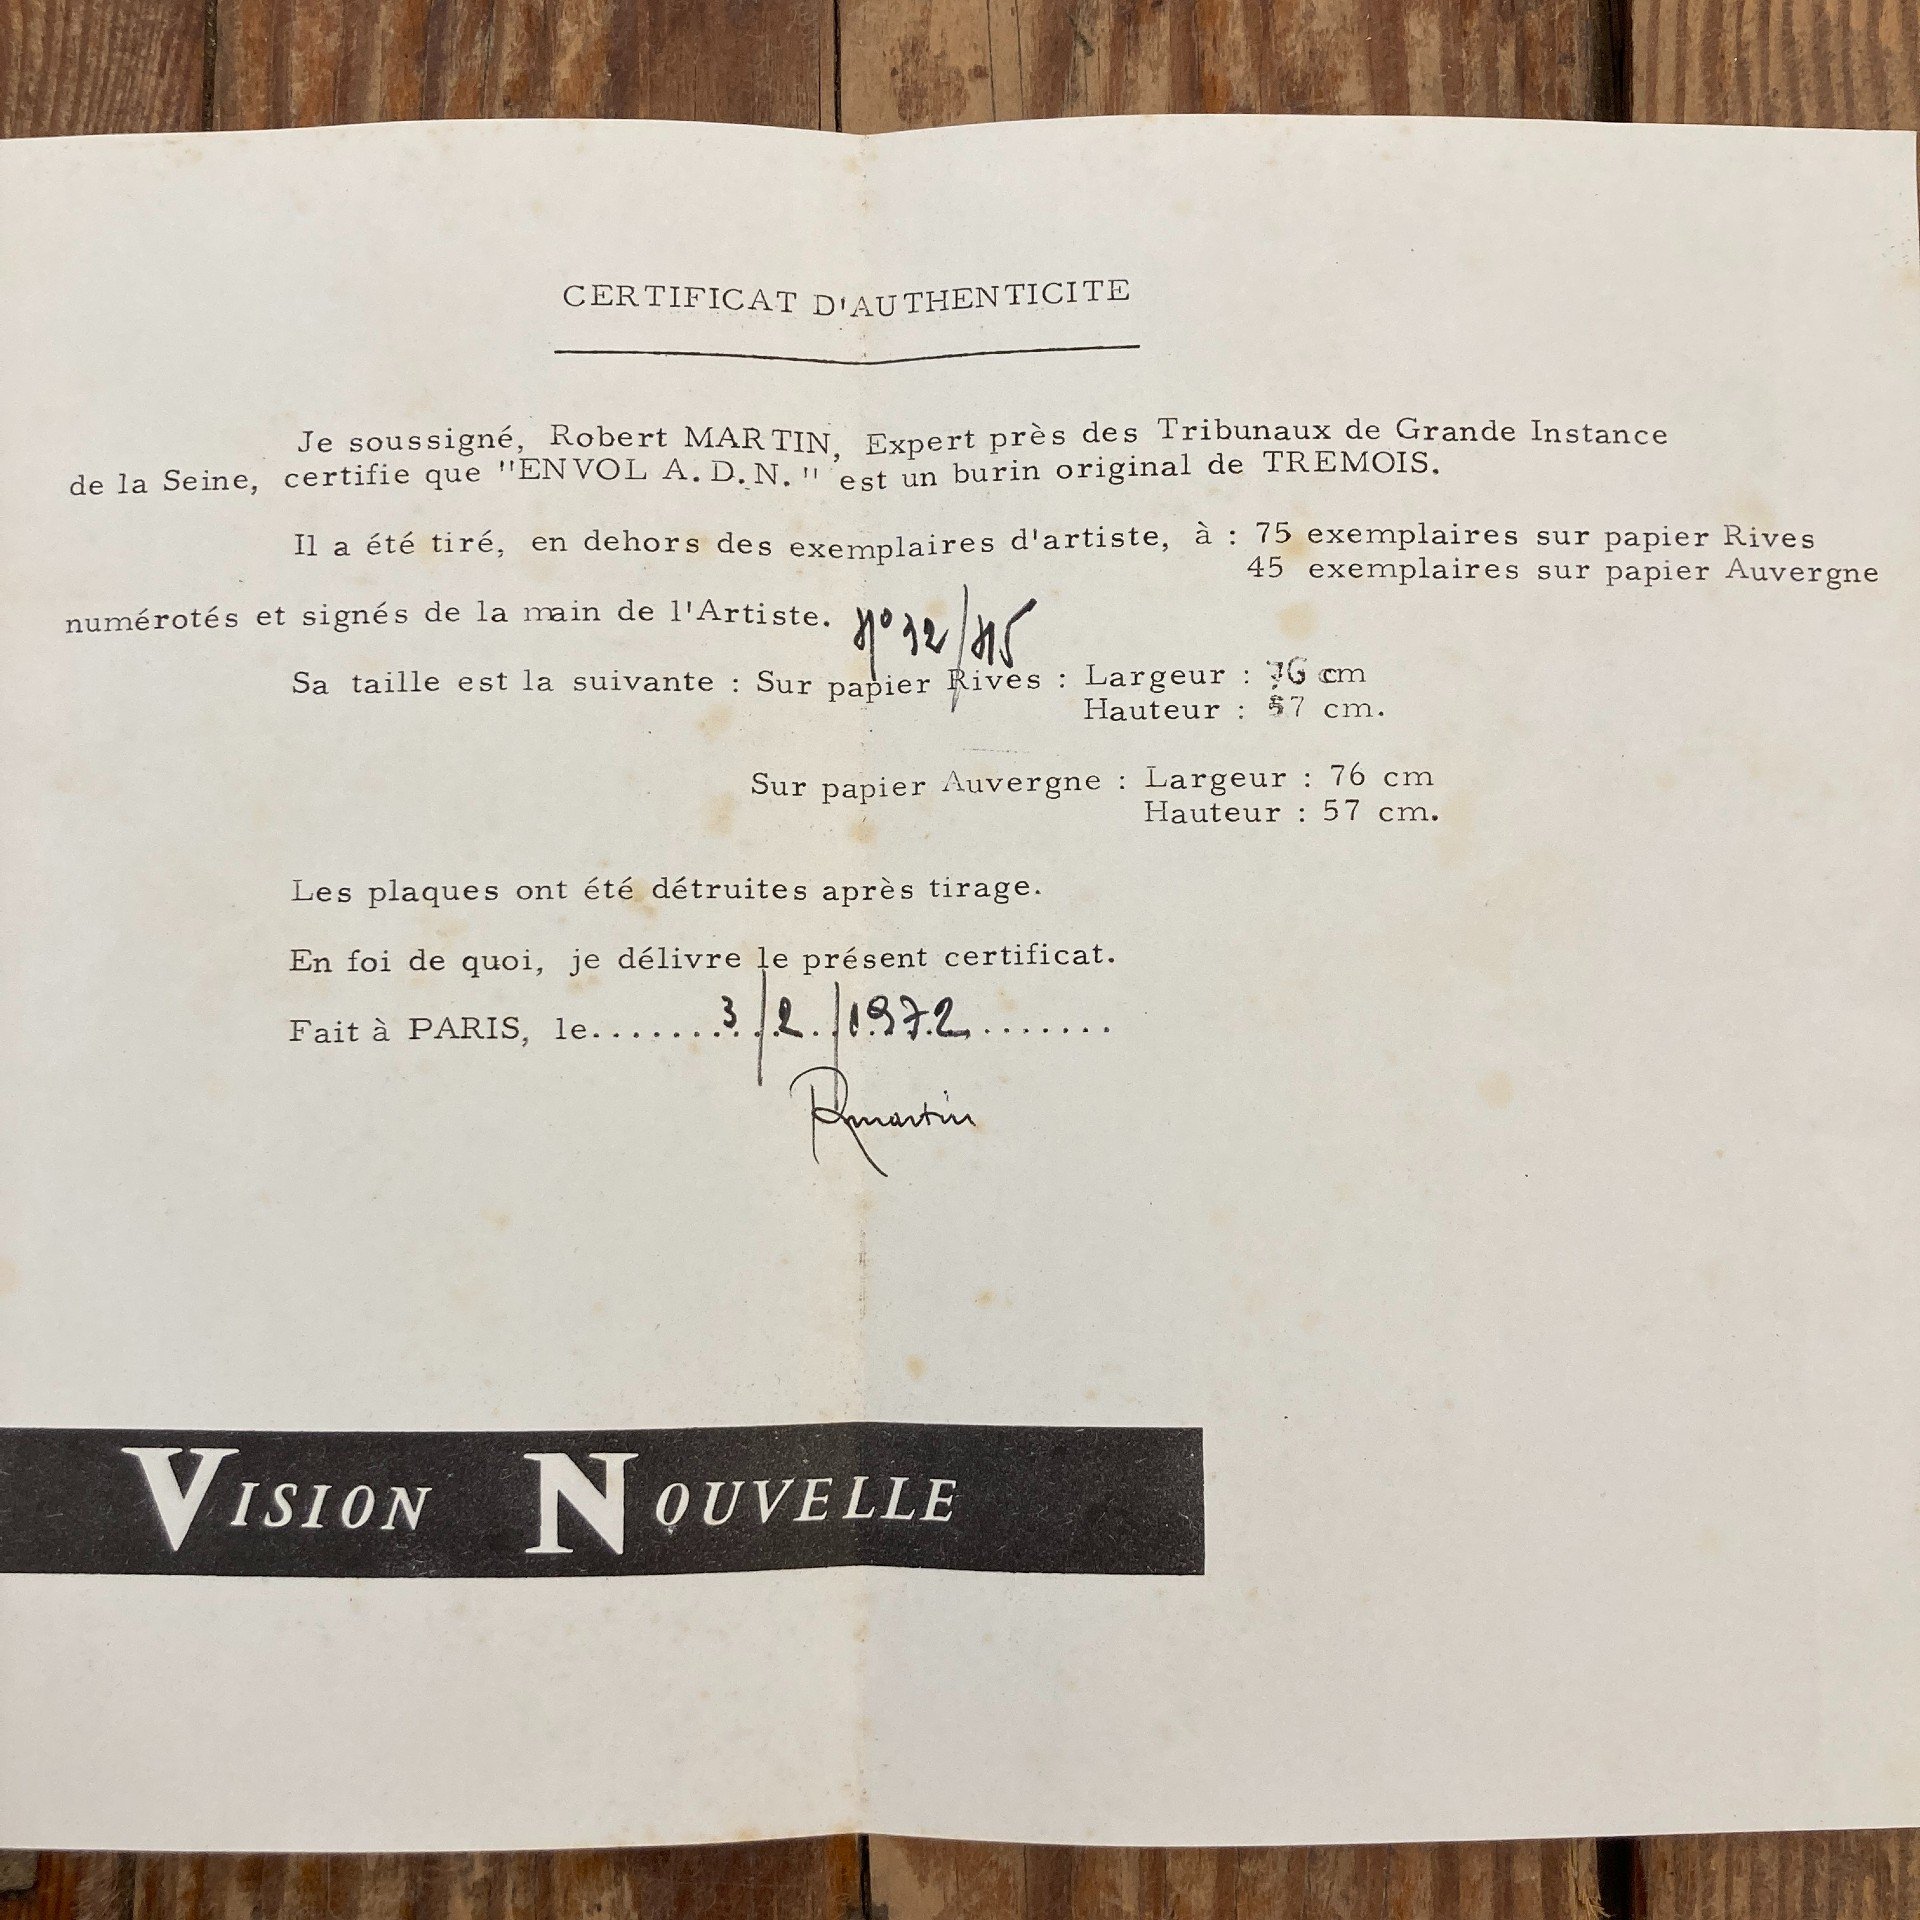 CERTIFICAT D'AUTHENTICITE
Je soussigné, Robert MARTIN, Expert près des Tribunaux de Grande Instance
de la Seine, certifie que "ENVOL A.D.N." est un burin original de TREMOIS.
Il a été tiré, en dehors des exemplaires d'artiste, à : 75 exemplaires sur papier Rives
45 exemplaires sur papier Auvergne
numérotés et signés de la main de l'Artiste.
Sa taille est la suivante : Sur papier Rives : Largeur : 76 cm
Hauteur : 57 cm.
Sur papier Auvergne : Largeur : 76 cm
Hauteur : 57 cm.
Les plaques ont été détruites après tirage.
En foi de quoi, je délivre le présent certificat.
Fait à PARIS, le.......3/2/1972.......
RMartin
VISION NOUVELLE